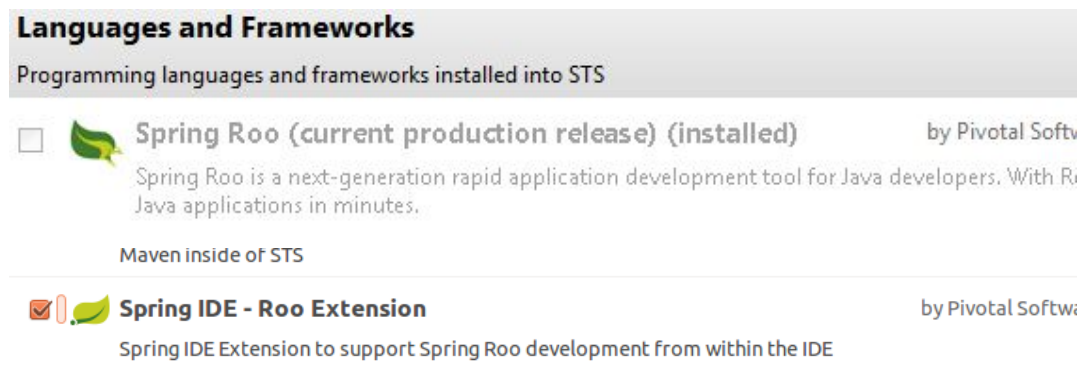 Languages and Frameworks
Programming languages and frameworks installed into STS
Spring Roo (current production release) (installed)
by Pivotal Softw
Spring Roo is a next-generation rapid application development tool for Java developers. With Ro
Java applications in minutes.
Maven inside of STS
Spring IDE - Roo Extension
by Pivotal Softwa
Spring IDE Extension to support Spring Roo development from within the IDE